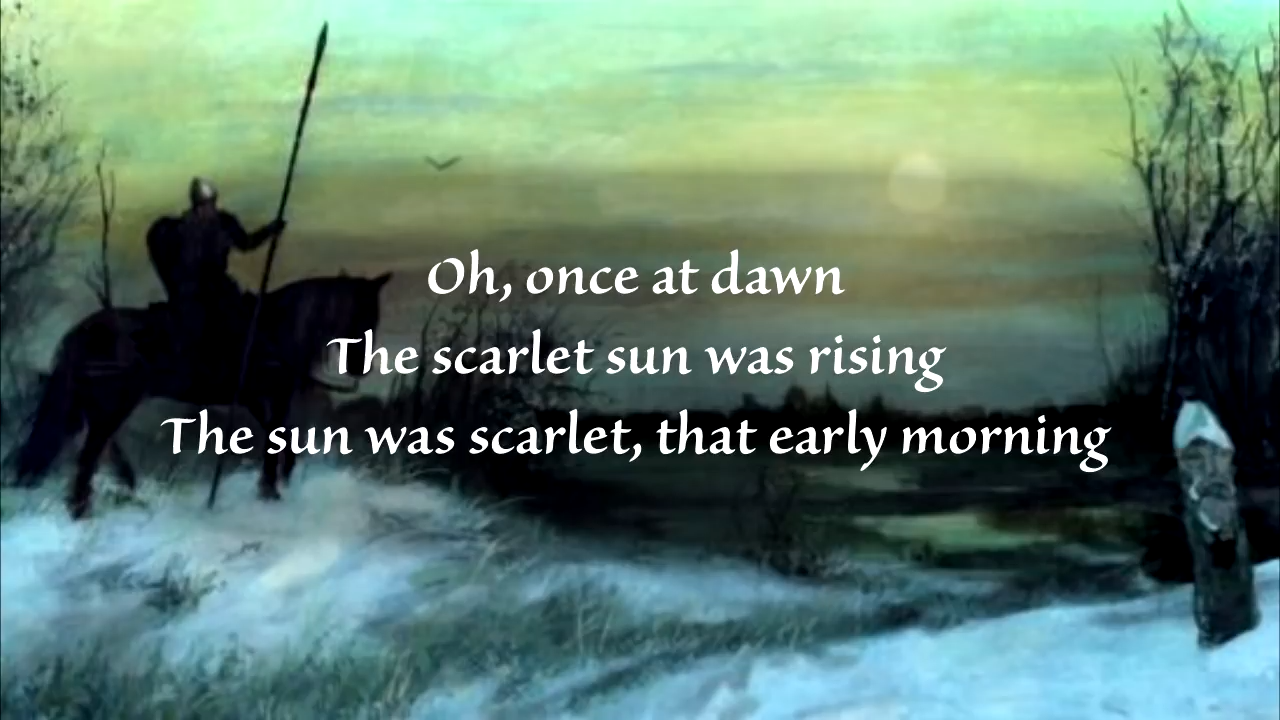 Oh, once at dawn
The scarlet sun was rising
The sun was scarlet, that early morning